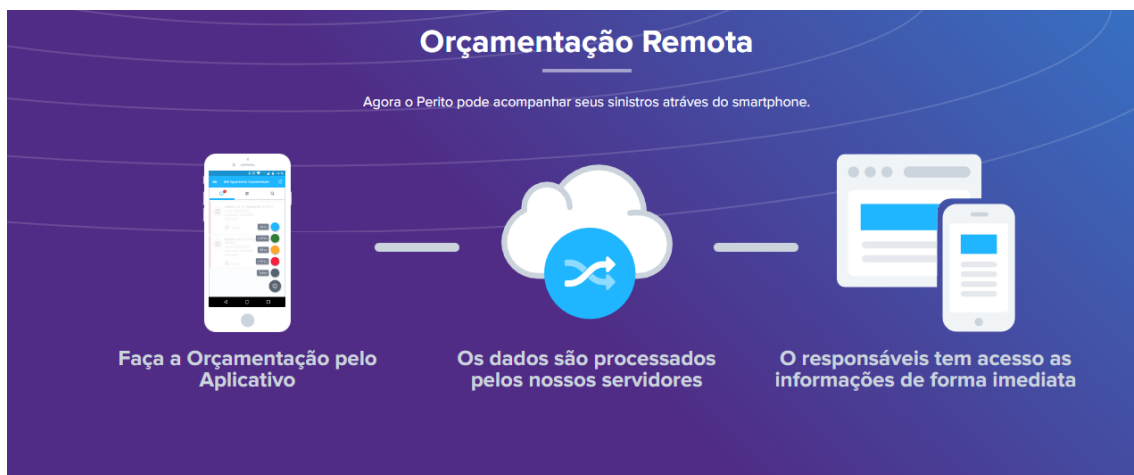 Orçamentação Remota
Agora o Perito pode acompanhar seus sinistros atráves do smartphone.
Faça a Orçamentação pelo
Aplicativo
Os dados são processados
pelos nossos servidores
O responsáveis tem acesso as
informações de forma imediata